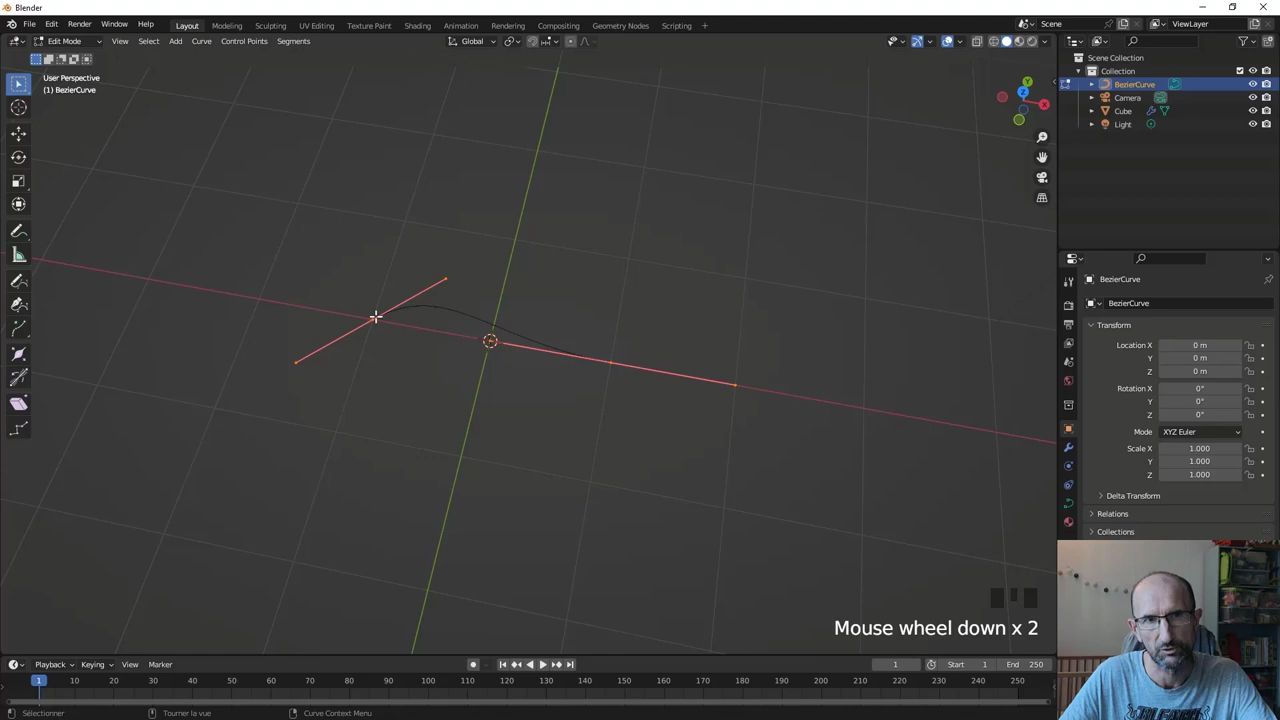 Blender
File Edit Render Window Help
Layout Modeling Sculpting UV Editing Texture Paint Shading Animation Rendering Compositing Geometry Nodes Scripting +
Scene
ViewLayer
Edit Mode View Select Add Curve Control Points Segments
Global
User Perspective
(1) BezierCurve
Y
Z
X
Scene Collection
Collection
BezierCurve
Camera
Cube
Light
BezierCurve
BezierCurve
Transform
Location X 0 m
Y 0 m
Z 0 m
Rotation X 0°
Y 0°
Z 0°
Mode XYZ Euler
Scale X 1.000
Y 1.000
Z 1.000
Delta Transform
Relations
Collections
Mouse wheel down x 2
Playback Keying View Marker
1 Start 1 End 250
1 10 20 30 40 50 60 70 80 90 100 110 120 130 140 150 160 170 180 190 200 210 220 230 240 250
Sélectionner Tourner la vue Curve Context Menu